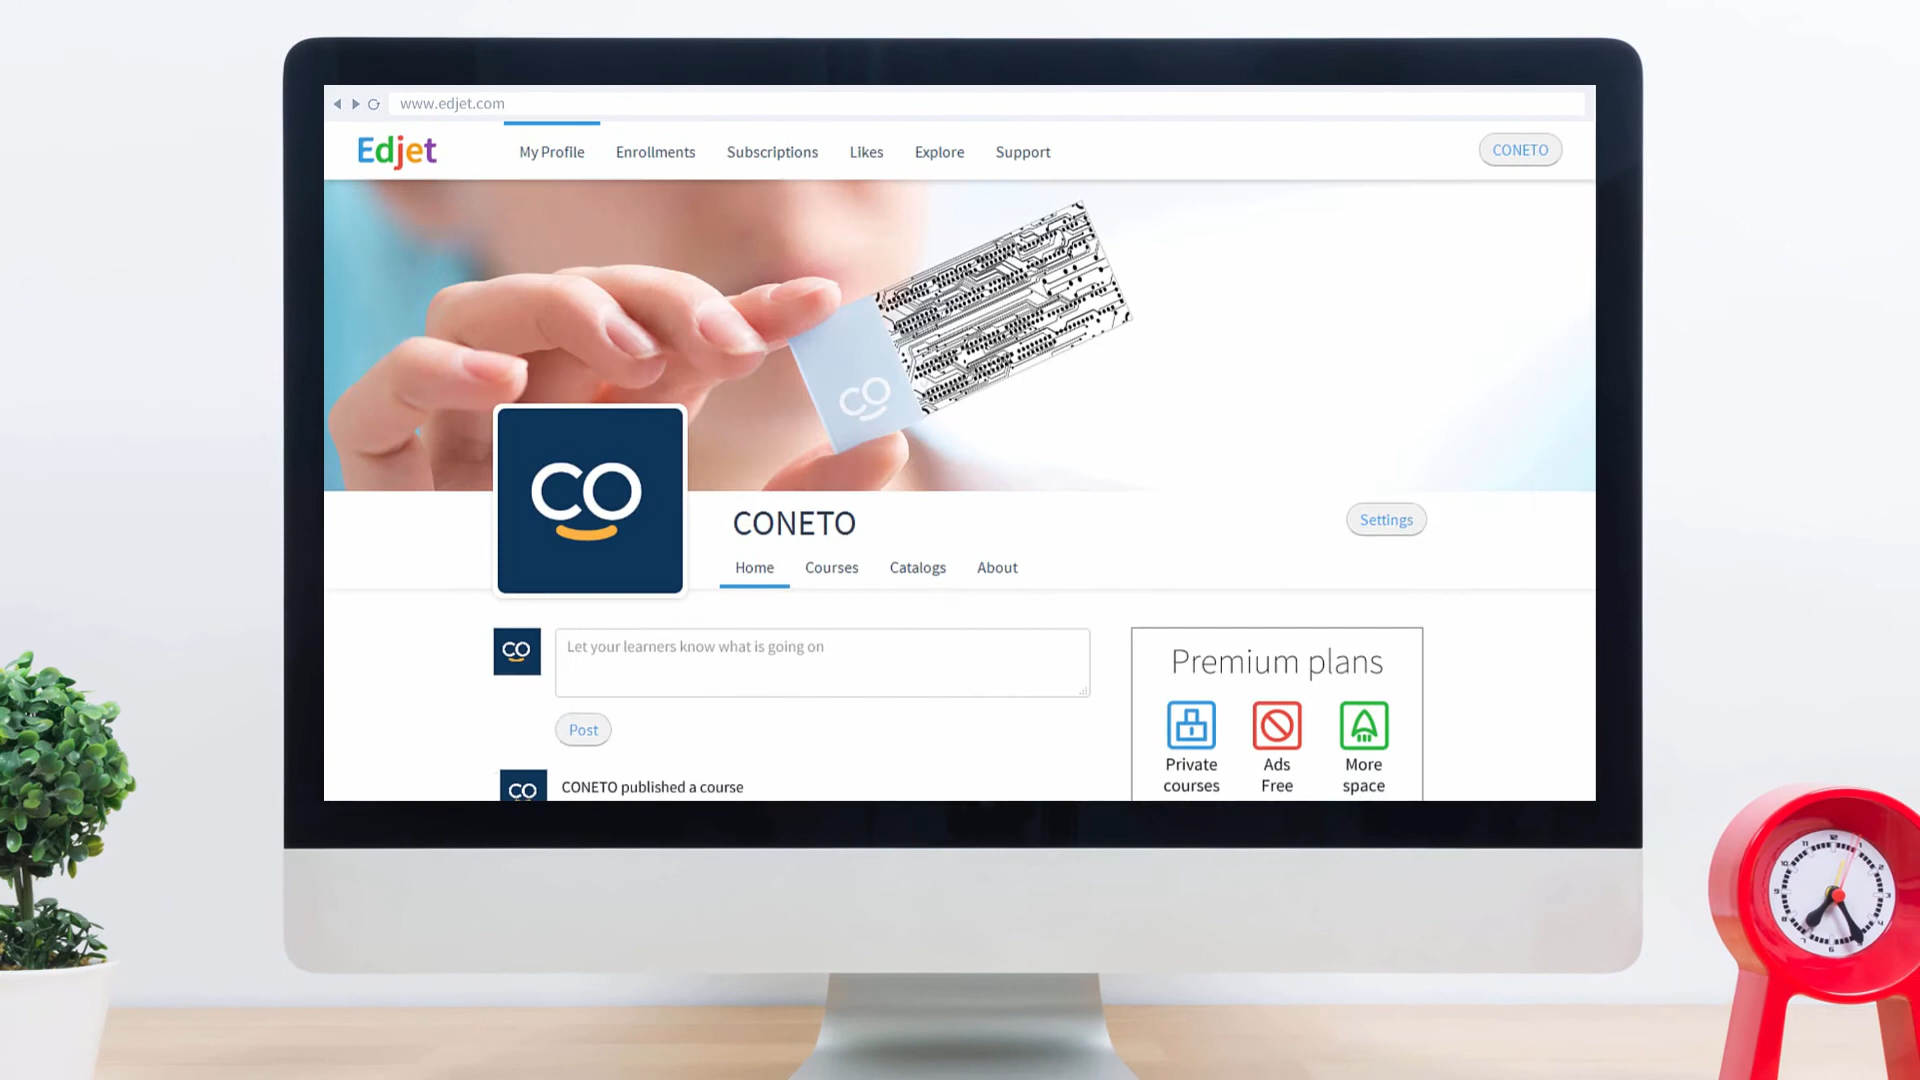 www.edjet.com
Edjet My Profile Enrollments Subscriptions Likes Explore Support CONETO
CO
CO
CONETO Settings
Home Courses Catalogs About
CO Let your learners know what is going on
Premium plans
Post
Private courses
Ads Free
More space
CO CONETO published a course